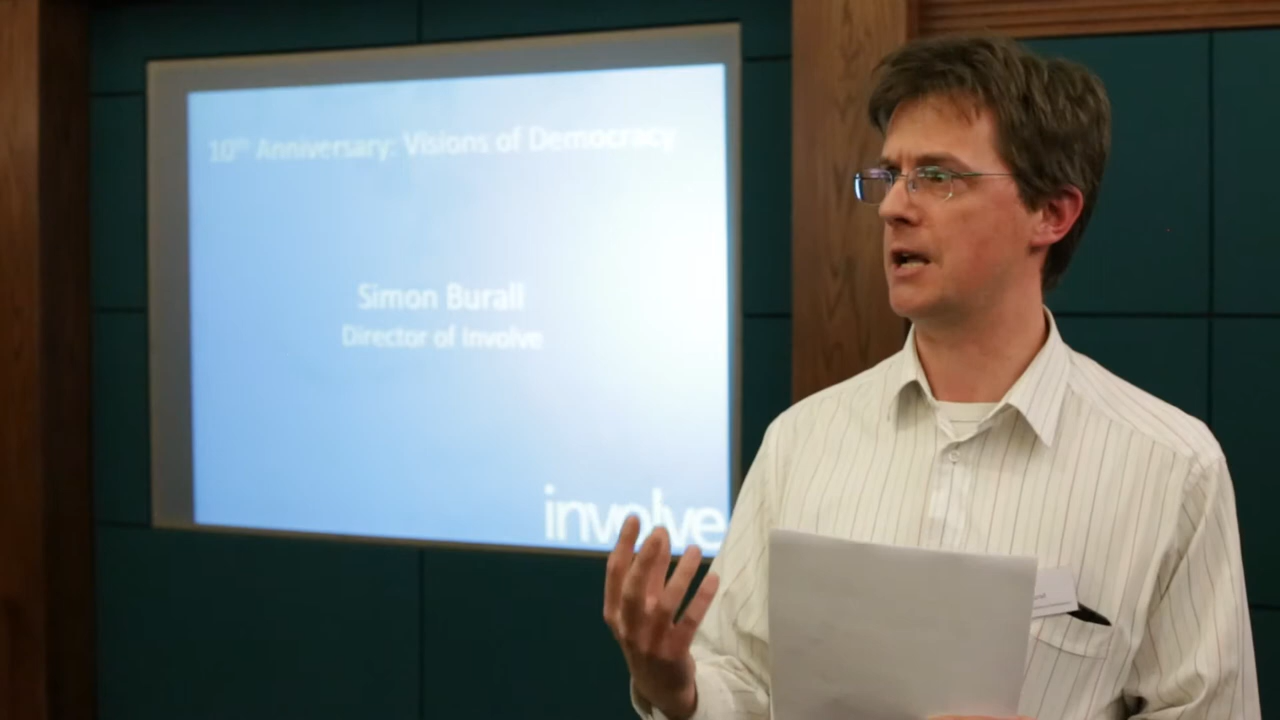 10th Anniversary: Visions of Democracy
Simon Burall
Director of Involve
involve